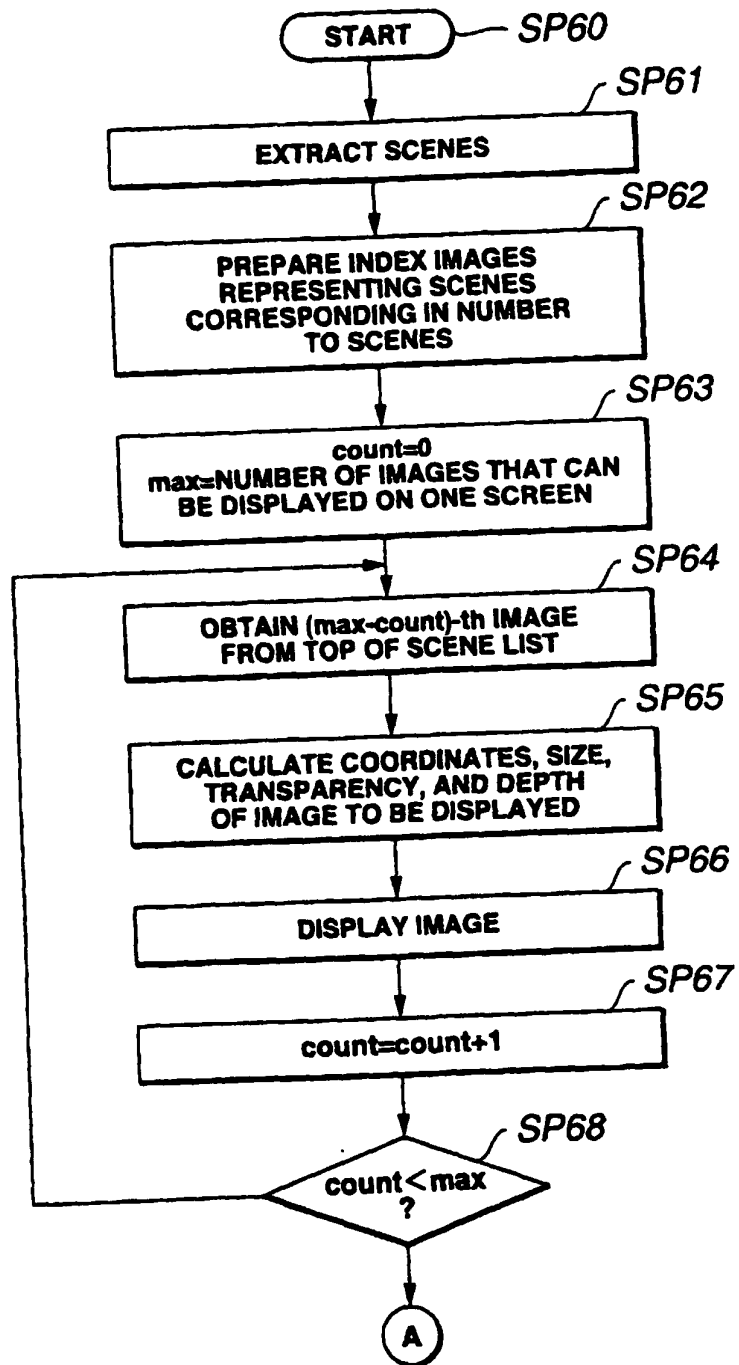 START
SP60
SP61
EXTRACT SCENES
SP62
PREPARE INDEX IMAGES
REPRESENTING SCENES
CORRESPONDING IN NUMBER
TO SCENES
SP63
count=0
max=NUMBER OF IMAGES THAT CAN
BE DISPLAYED ON ONE SCREEN
SP64
OBTAIN (max-count)-th IMAGE
FROM TOP OF SCENE LIST
SP65
CALCULATE COORDINATES, SIZE,
TRANSPARENCY, AND DEPTH
OF IMAGE TO BE DISPLAYED
SP66
DISPLAY IMAGE
SP67
count=count+1
SP68
count<max
?
A